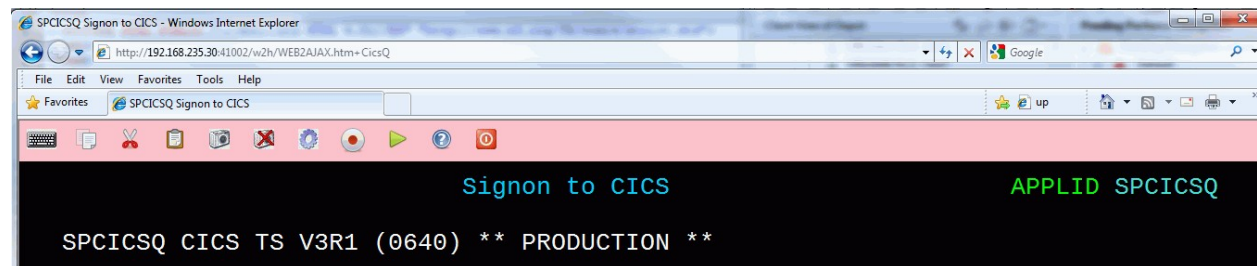 SPCICSQ Signon to CICS - Windows Internet Explorer
http://192.168.235.30:41002/w2h/WEB2AJAX.htm+CicsQ
Google
File Edit View Favorites Tools Help
Favorites SPCICSQ Signon to CICS
up
Signon to CICS APPLID SPCICSQ
SPCICSQ CICS TS V3R1 (0640) ** PRODUCTION **